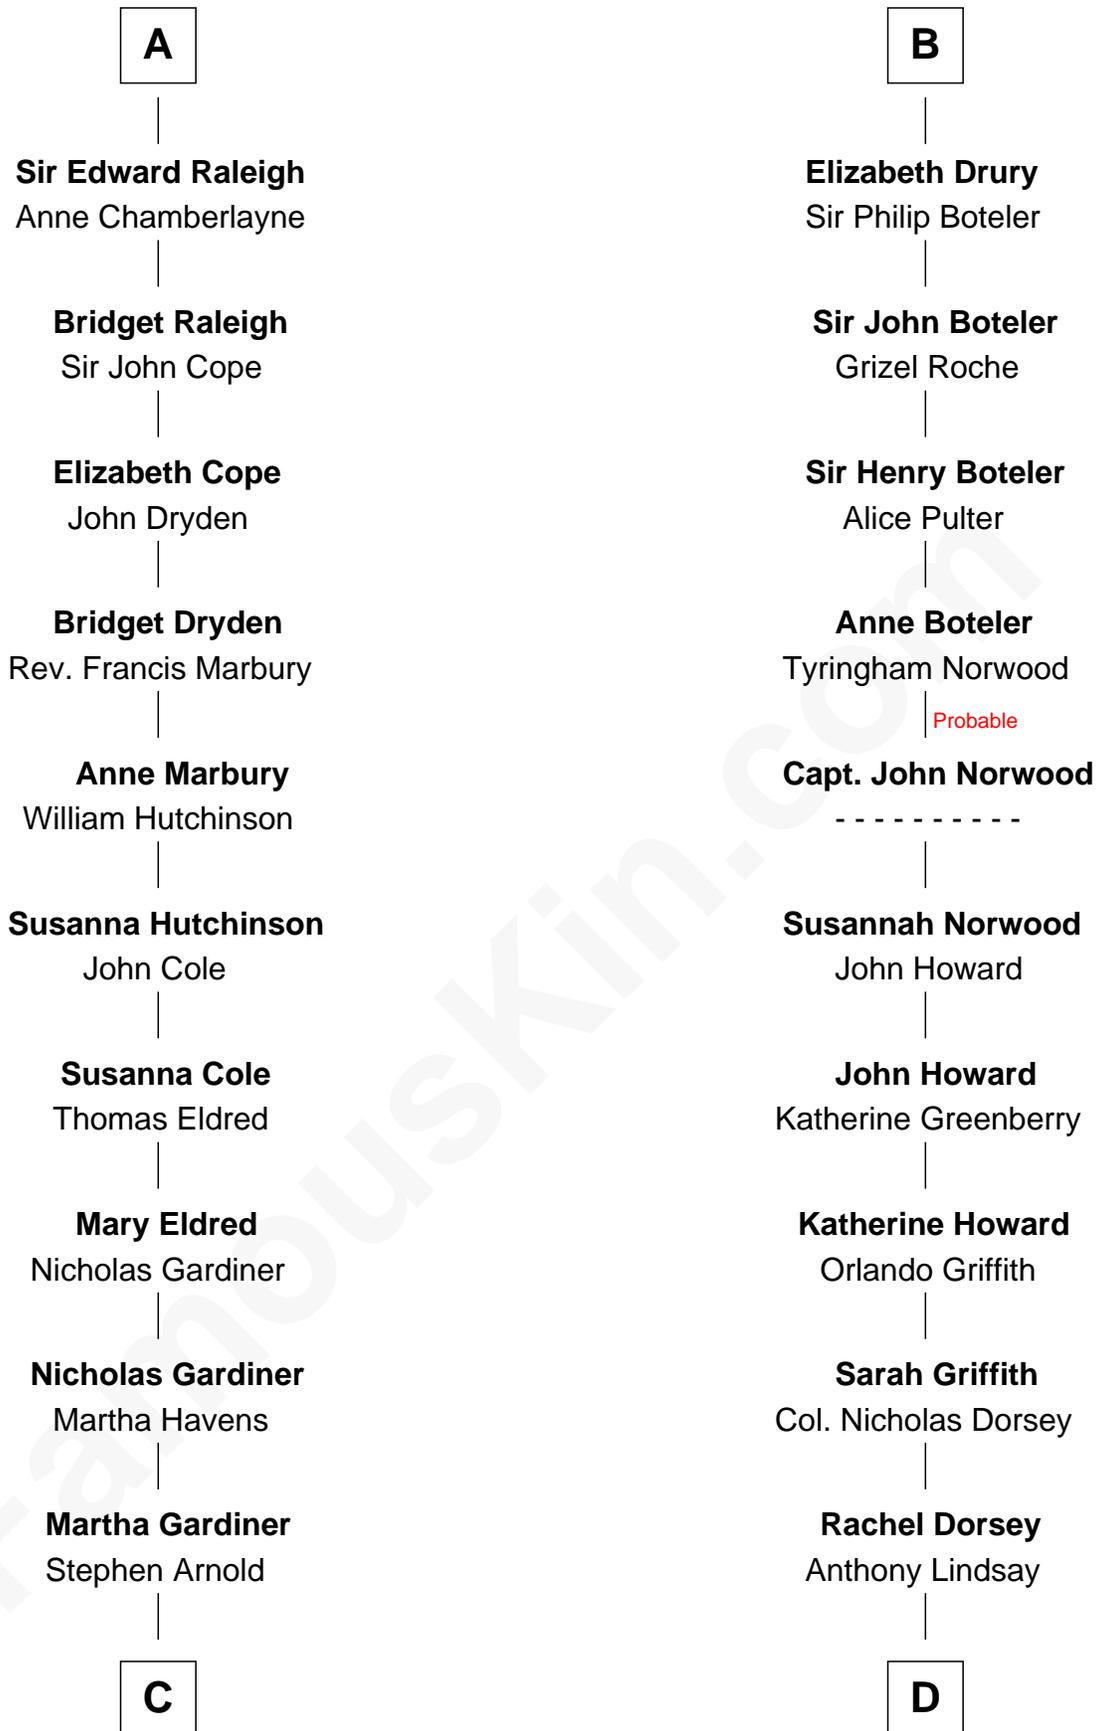 A
Sir Edward Raleigh
Anne Chamberlayne
Bridget Raleigh
Sir John Cope
Elizabeth Cope
John Dryden
Bridget Dryden
Rev. Francis Marbury
Anne Marbury
William Hutchinson
Susanna Hutchinson
John Cole
Susanna Cole
Thomas Eldred
Mary Eldred
Nicholas Gardiner
Nicholas Gardiner
Martha Havens
Martha Gardiner
Stephen Arnold
C
B
Elizabeth Drury
Sir Philip Boteler
Sir John Boteler
Grizel Roche
Sir Henry Boteler
Alice Pulter
Anne Boteler
Tyringham Norwood
Probable
Capt. John Norwood
- - - - - - - - - -
Susannah Norwood
John Howard
John Howard
Katherine Greenberry
Katherine Howard
Orlando Griffith
Sarah Griffith
Col. Nicholas Dorsey
Rachel Dorsey
Anthony Lindsay
D
FamousKin.com